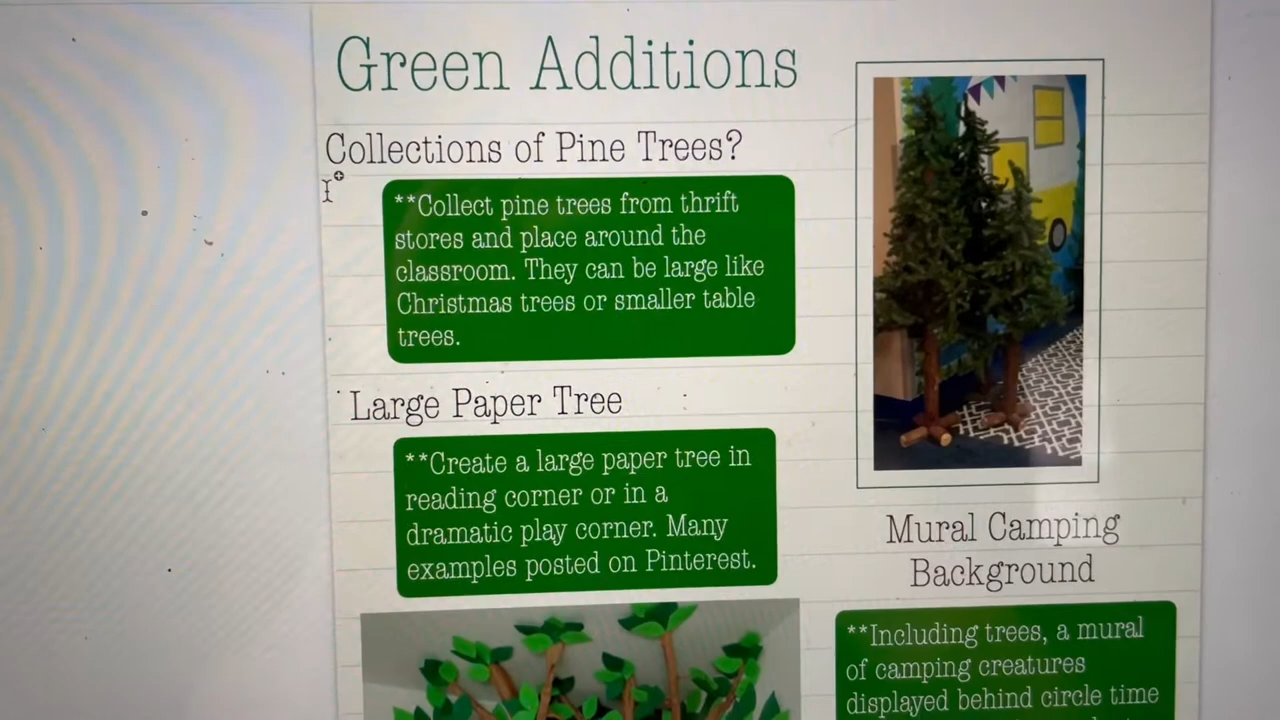 Green Additions
Collections of Pine Trees?
**Collect pine trees from thrift
stores and place around the
classroom. They can be large like
Christmas trees or smaller table
trees.
Large Paper Tree
**Create a large paper tree in
reading corner or in a
dramatic play corner. Many
examples posted on Pinterest.
Mural Camping
Background
**Including trees, a mural
of camping creatures
displayed behind circle time